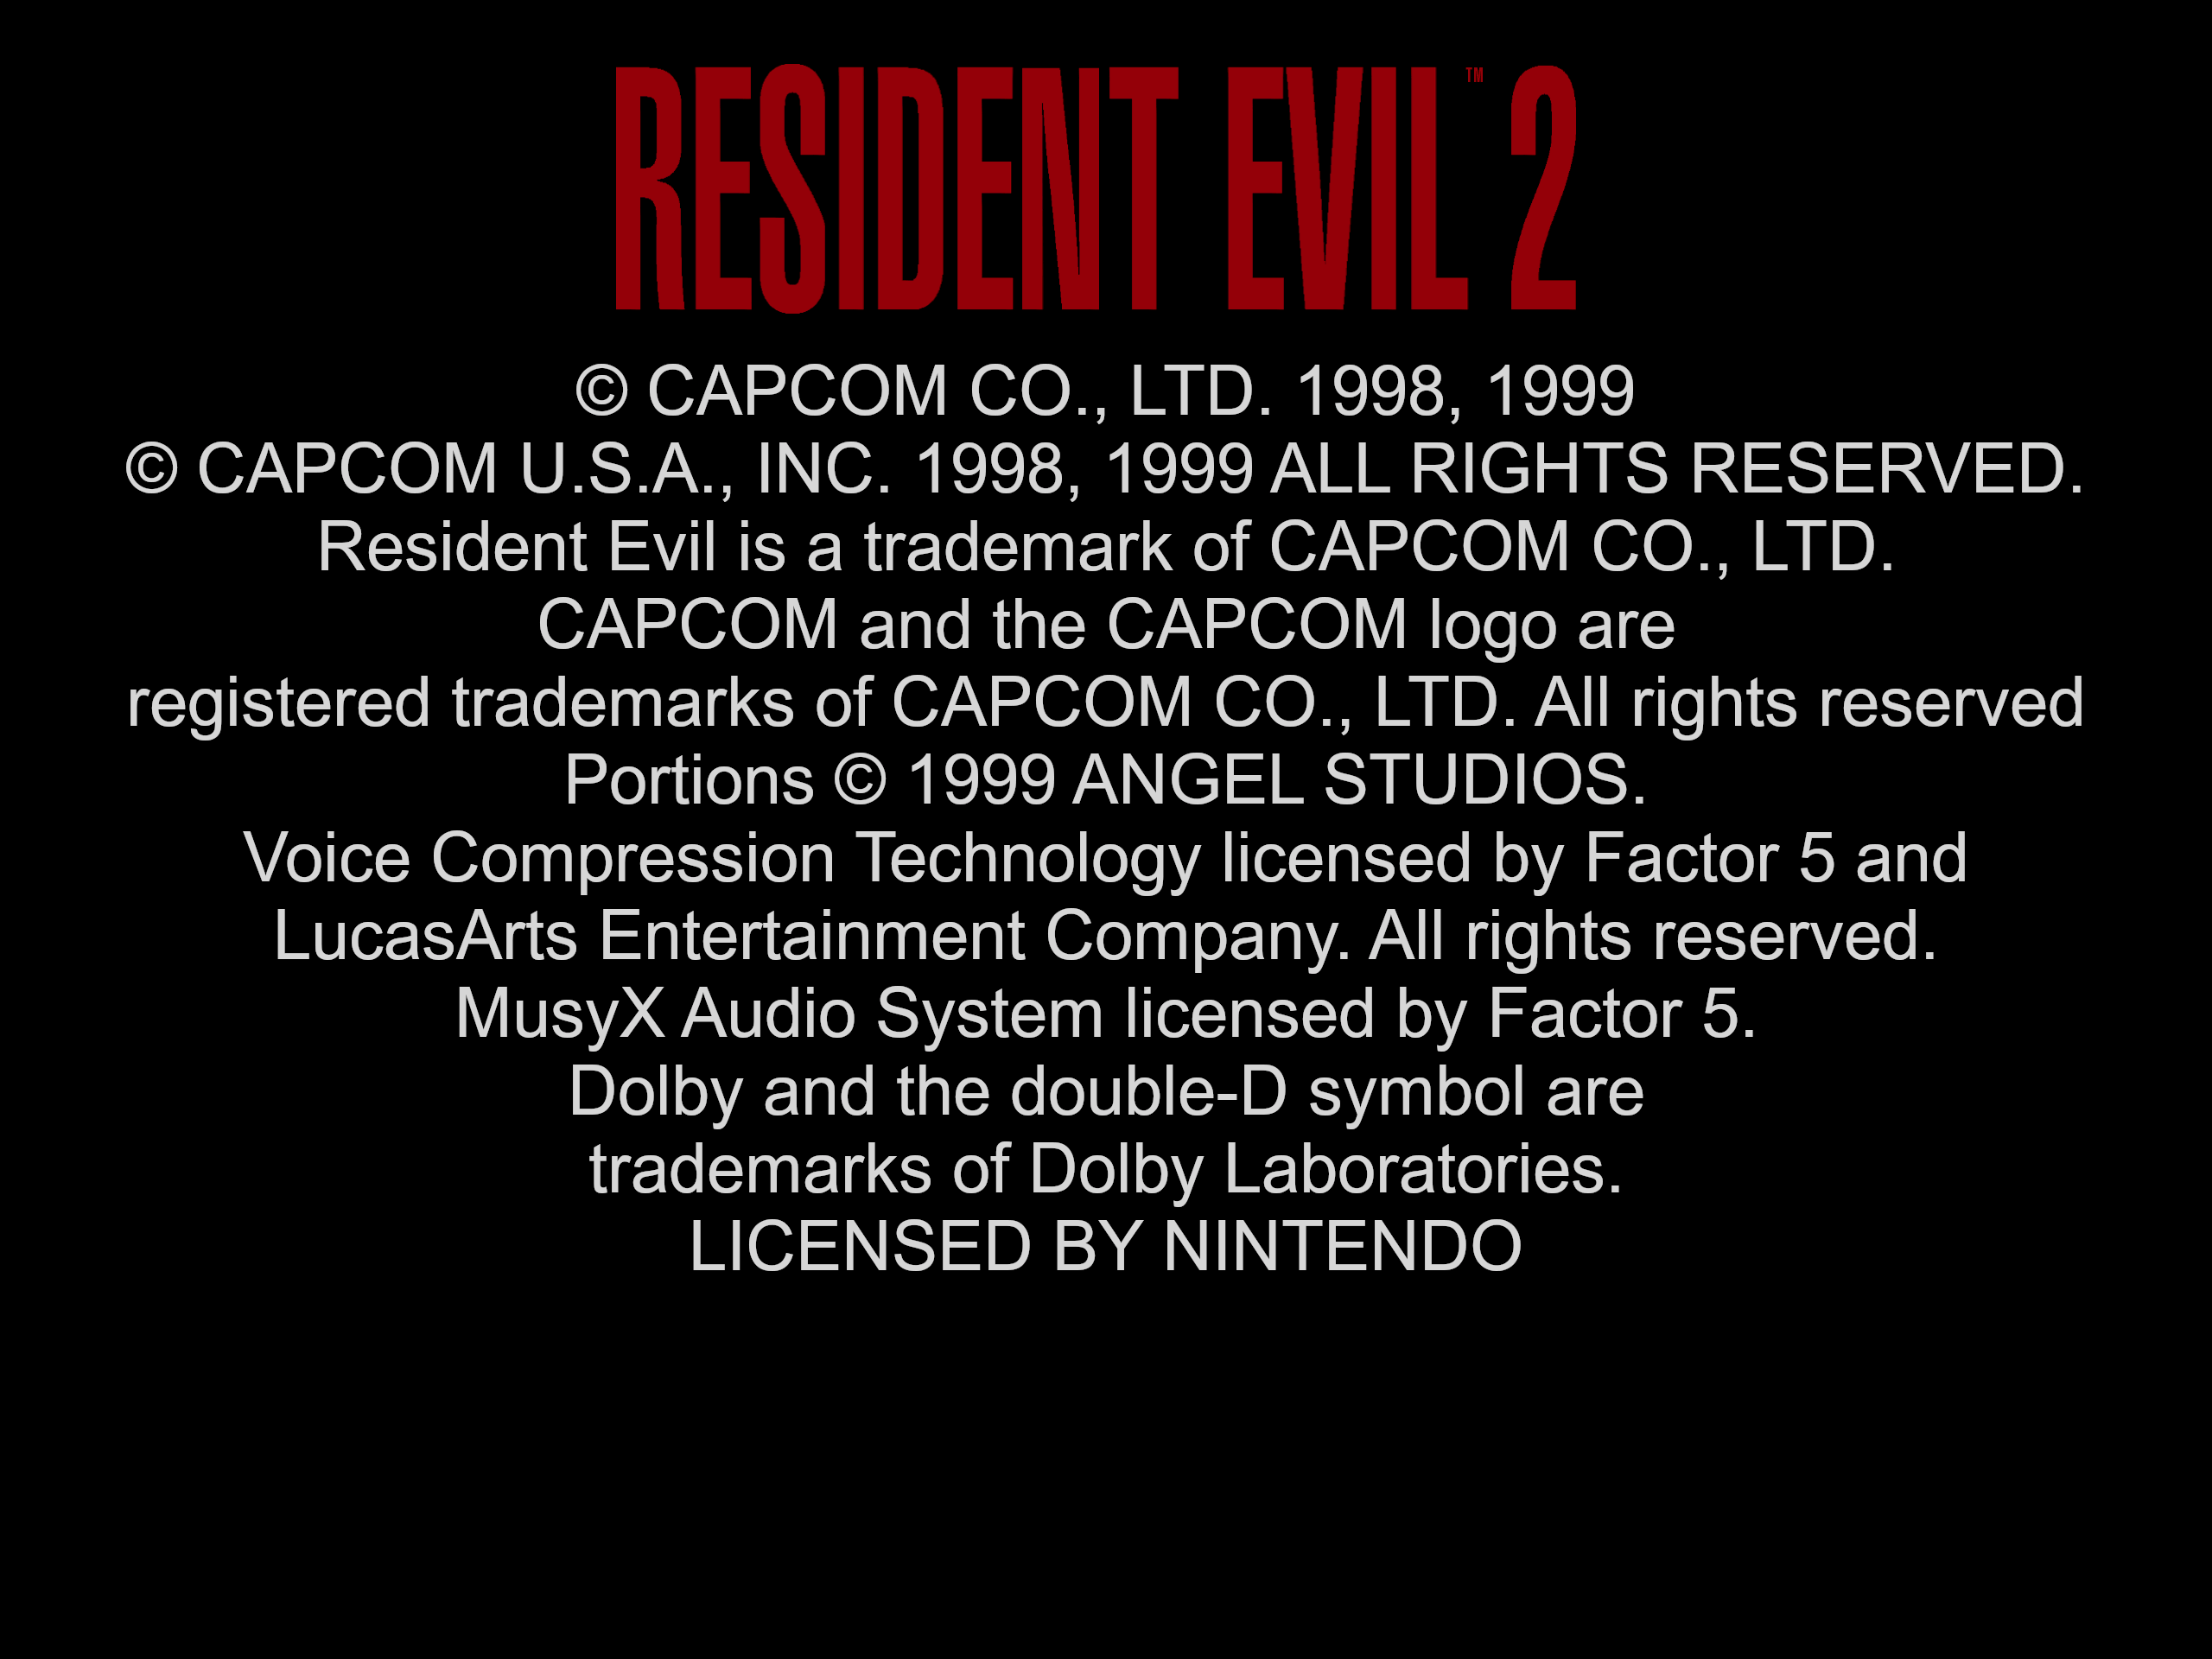 RESIDENT EVIL™ 2
© CAPCOM CO., LTD. 1998, 1999
© CAPCOM U.S.A., INC. 1998, 1999 ALL RIGHTS RESERVED.
Resident Evil is a trademark of CAPCOM CO., LTD.
CAPCOM and the CAPCOM logo are
registered trademarks of CAPCOM CO., LTD. All rights reserved
Portions © 1999 ANGEL STUDIOS.
Voice Compression Technology licensed by Factor 5 and
LucasArts Entertainment Company. All rights reserved.
MusyX Audio System licensed by Factor 5.
Dolby and the double-D symbol are
trademarks of Dolby Laboratories.
LICENSED BY NINTENDO